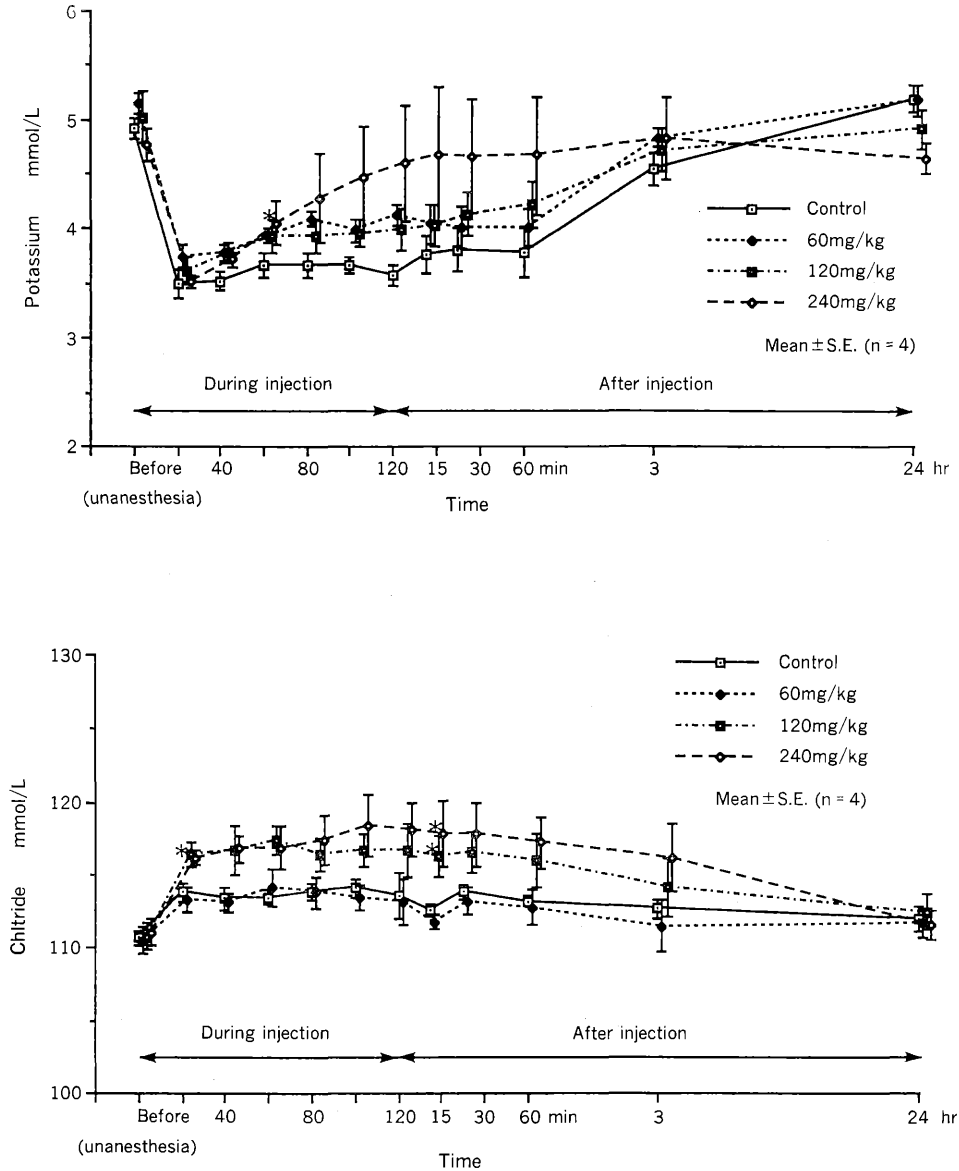 6
5
4
3
2
Potassium mmol/L
*
Control
60mg/kg
120mg/kg
240mg/kg
Mean±S.E. (n = 4)
During injection
After injection
Before 40 80 120 15 30 60 min 3 24 hr
(unanesthesia)
Time
130
120
110
100
Chltride mmol/L
* * *
Control
60mg/kg
120mg/kg
240mg/kg
Mean±S.E. (n = 4)
During injection
After injection
Before 40 80 120 15 30 60 min 3 24 hr
(unanesthesia)
Time